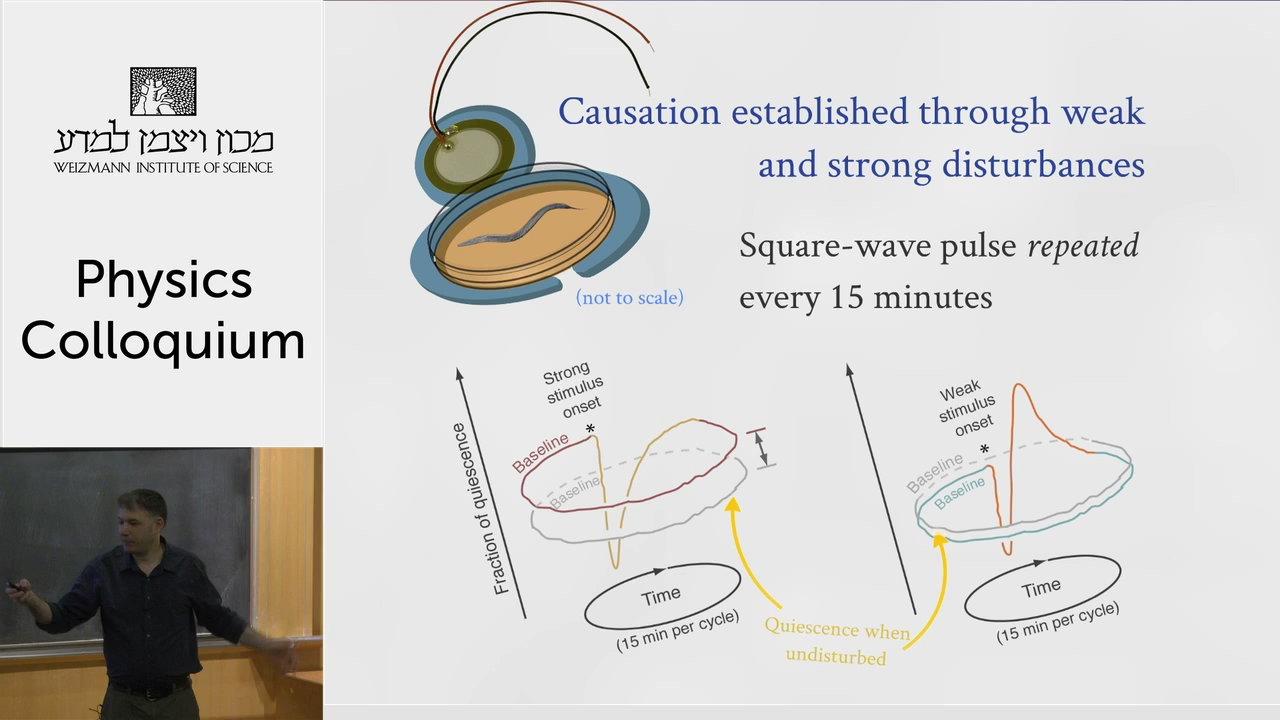 מכון ויצמן למדע
WEIZMANN INSTITUTE OF SCIENCE
Physics
Colloquium
Causation established through weak
and strong disturbances
Square-wave pulse repeated
every 15 minutes
(not to scale)
Strong
stimulus
onset
*
Baseline
Baseline
Fraction of quiescence
Time
(15 min per cycle)
Weak
stimulus
onset
*
Baseline
Baseline
Time
(15 min per cycle)
Quiescence when
undisturbed